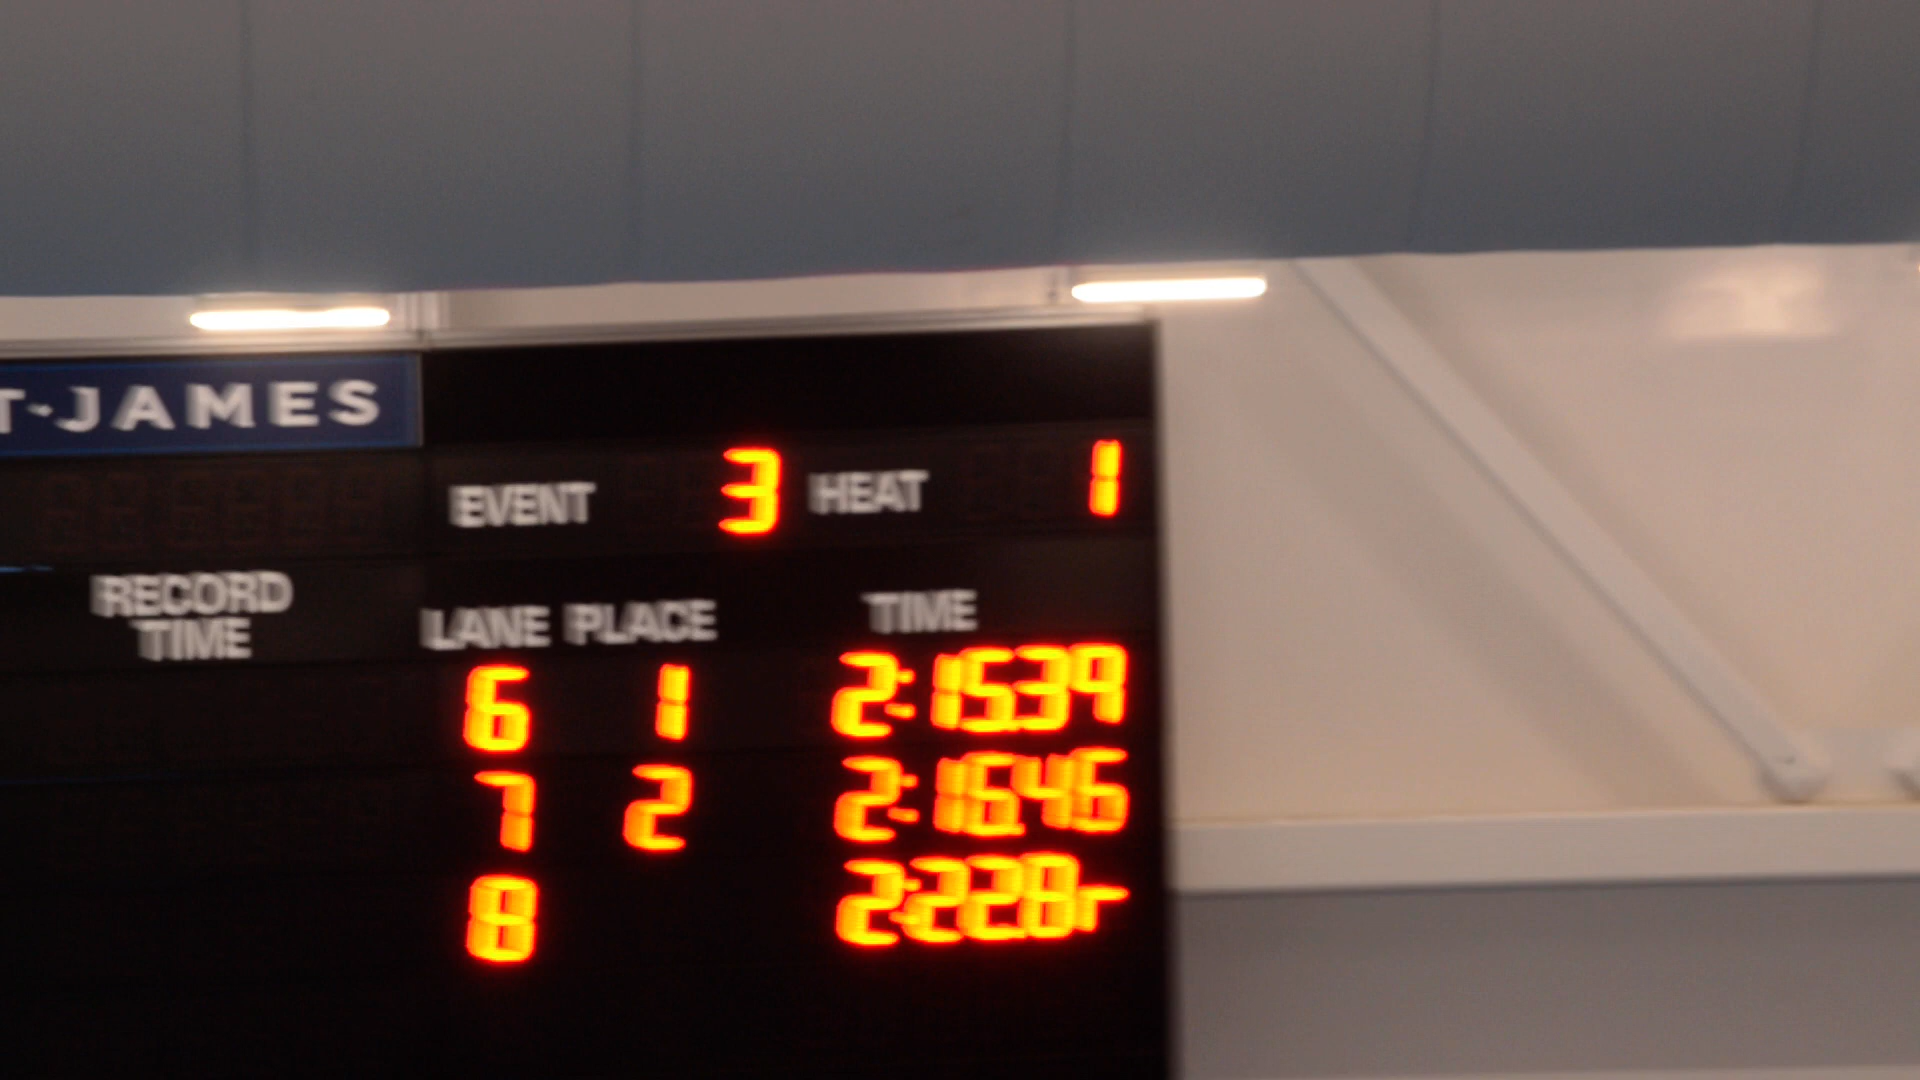 T·JAMES
EVENT 3 HEAT 1
RECORD TIME
LANE PLACE TIME
6 1 2:15.39
7 2 2:16.46
8 2:22.8